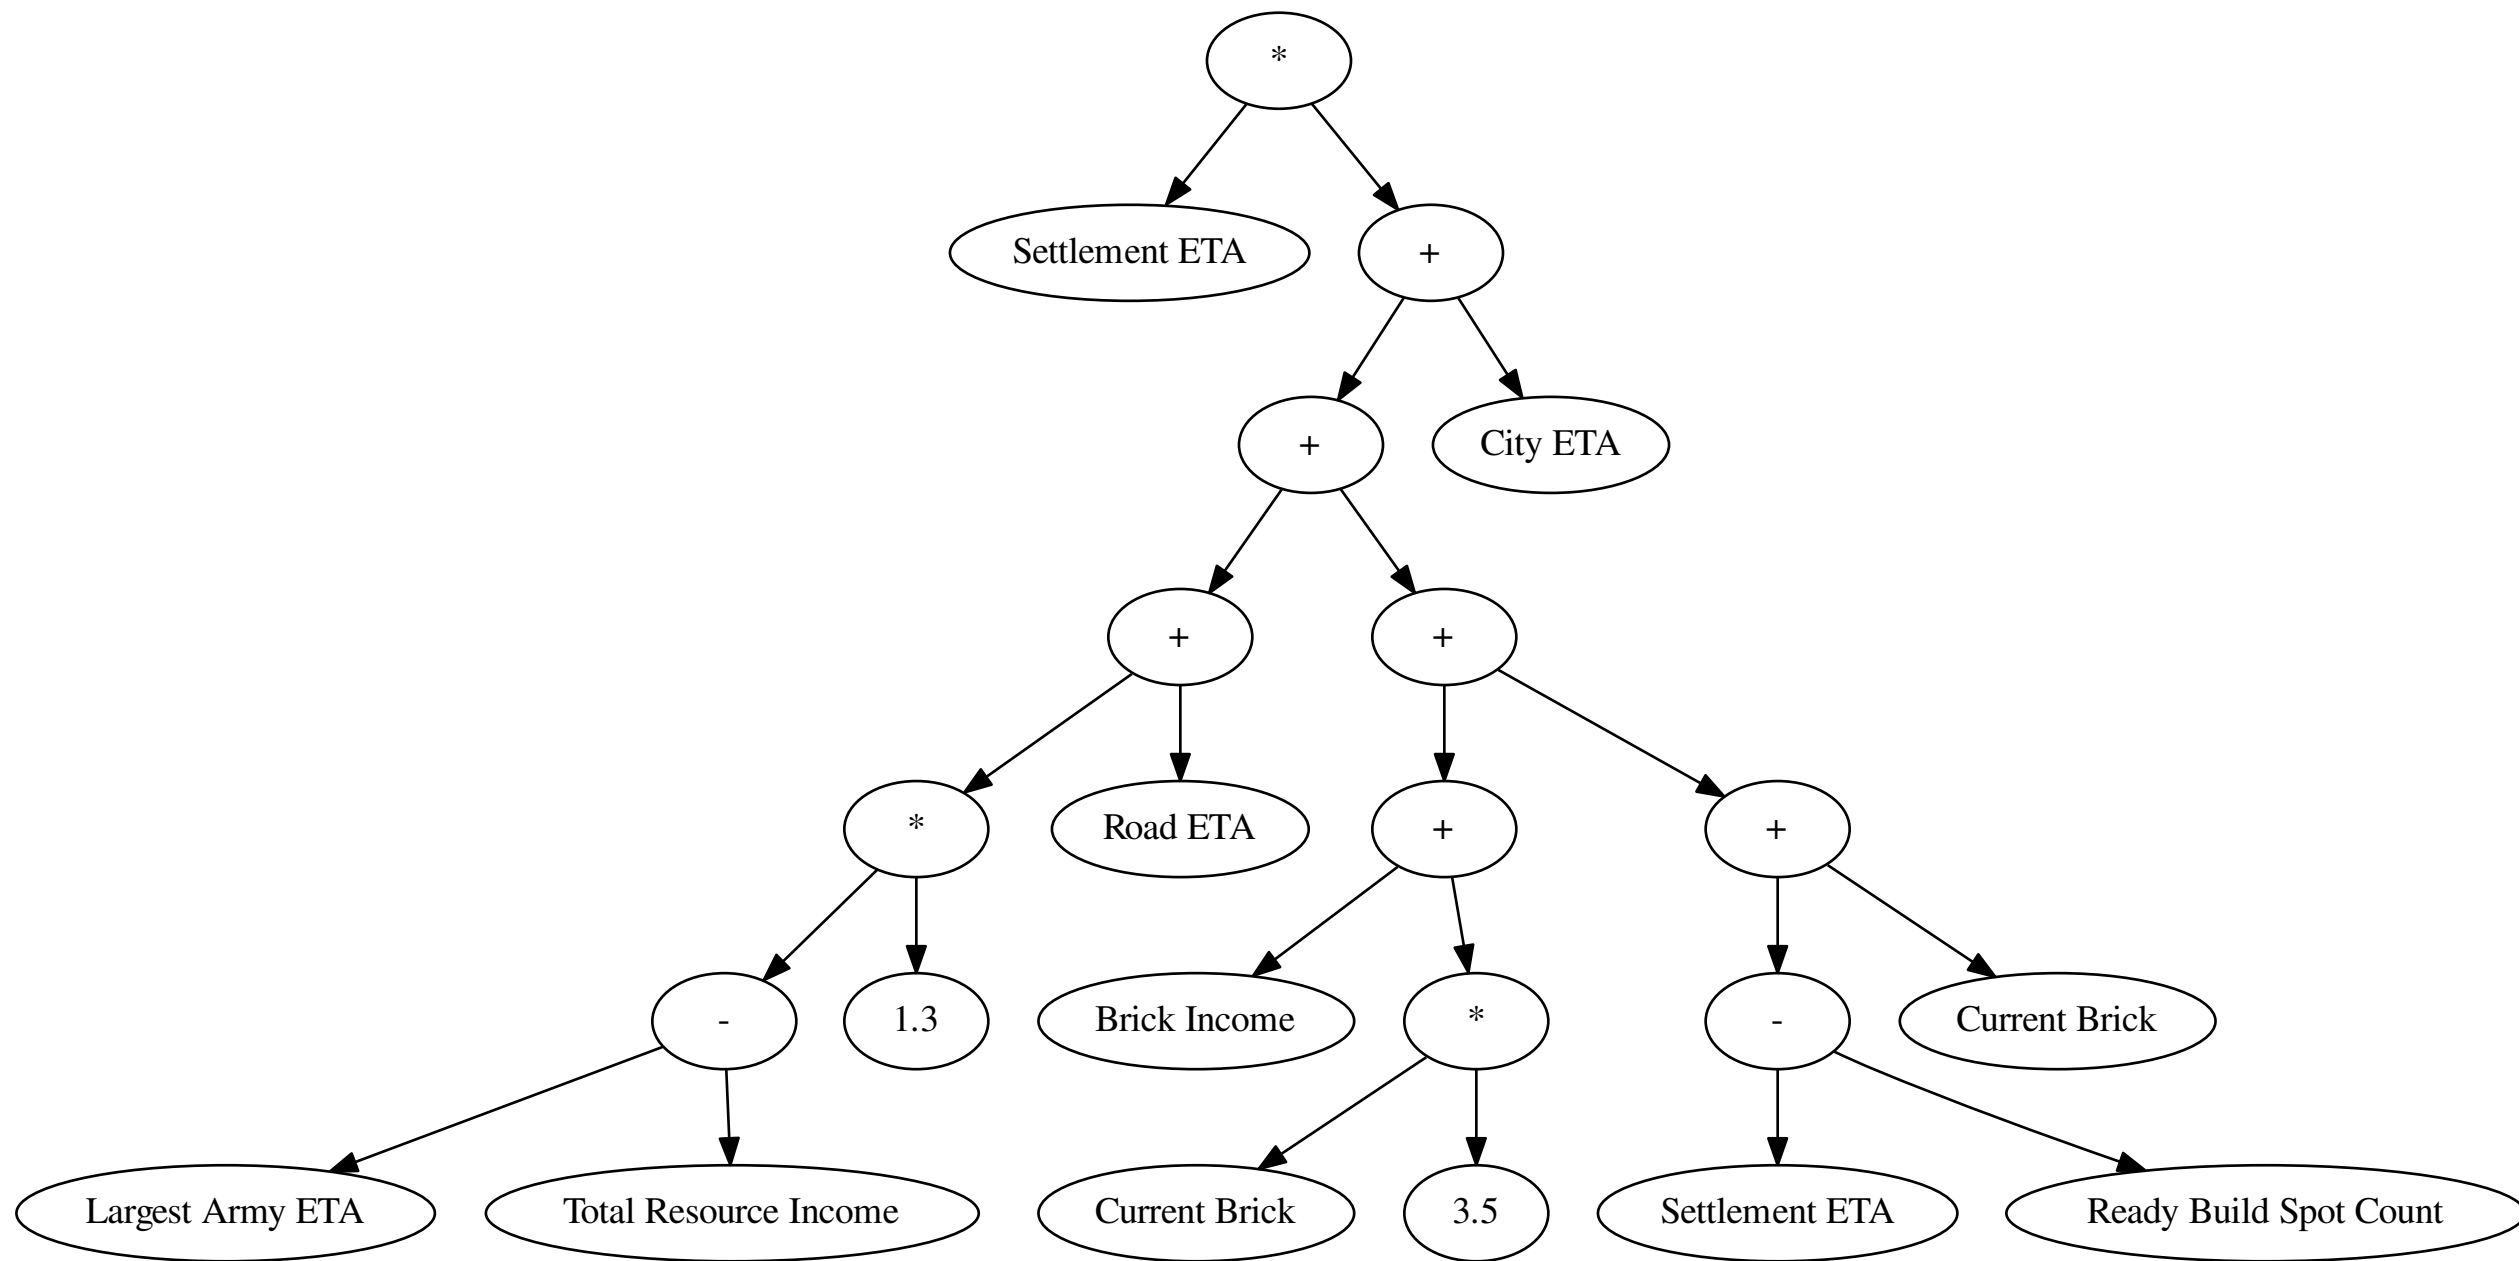 *
Settlement ETA
+
+
City ETA
+
+
*
Road ETA
+
+
-
1.3
Brick Income
*
-
Current Brick
Largest Army ETA
Total Resource Income
Current Brick
3.5
Settlement ETA
Ready Build Spot Count